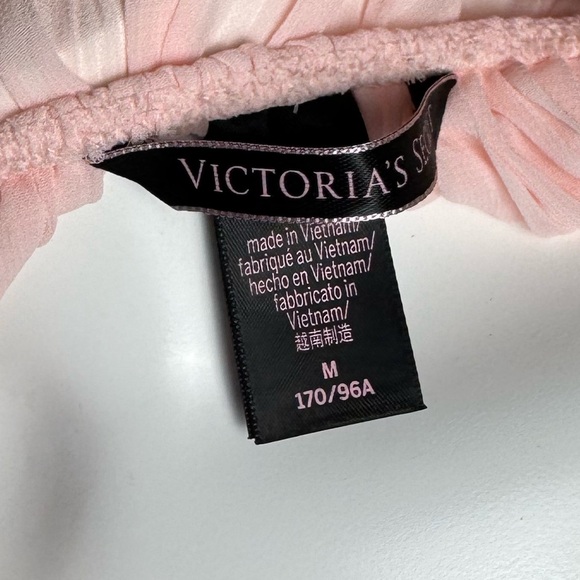 VICTORIA'S
made in Vietnam/
fabriqué au Vietnam/
hecho en Vietnam/
fabbricato in
Vietnam/
越南制造
M
170/96A